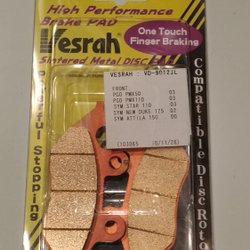 High Performance
Brake PAD
Vesrah
One Touch
Finger Braking
Sintered Metal DISC
VESRAH : VD-9012JL
FRONT
PGO PMX50 03
PGO PMX110 03
SYM STAR 110 03
SYM NEW DUKE 125 02
SYM ATTILA 150 00
Powerful Stopping
Compatible Disc Rotor